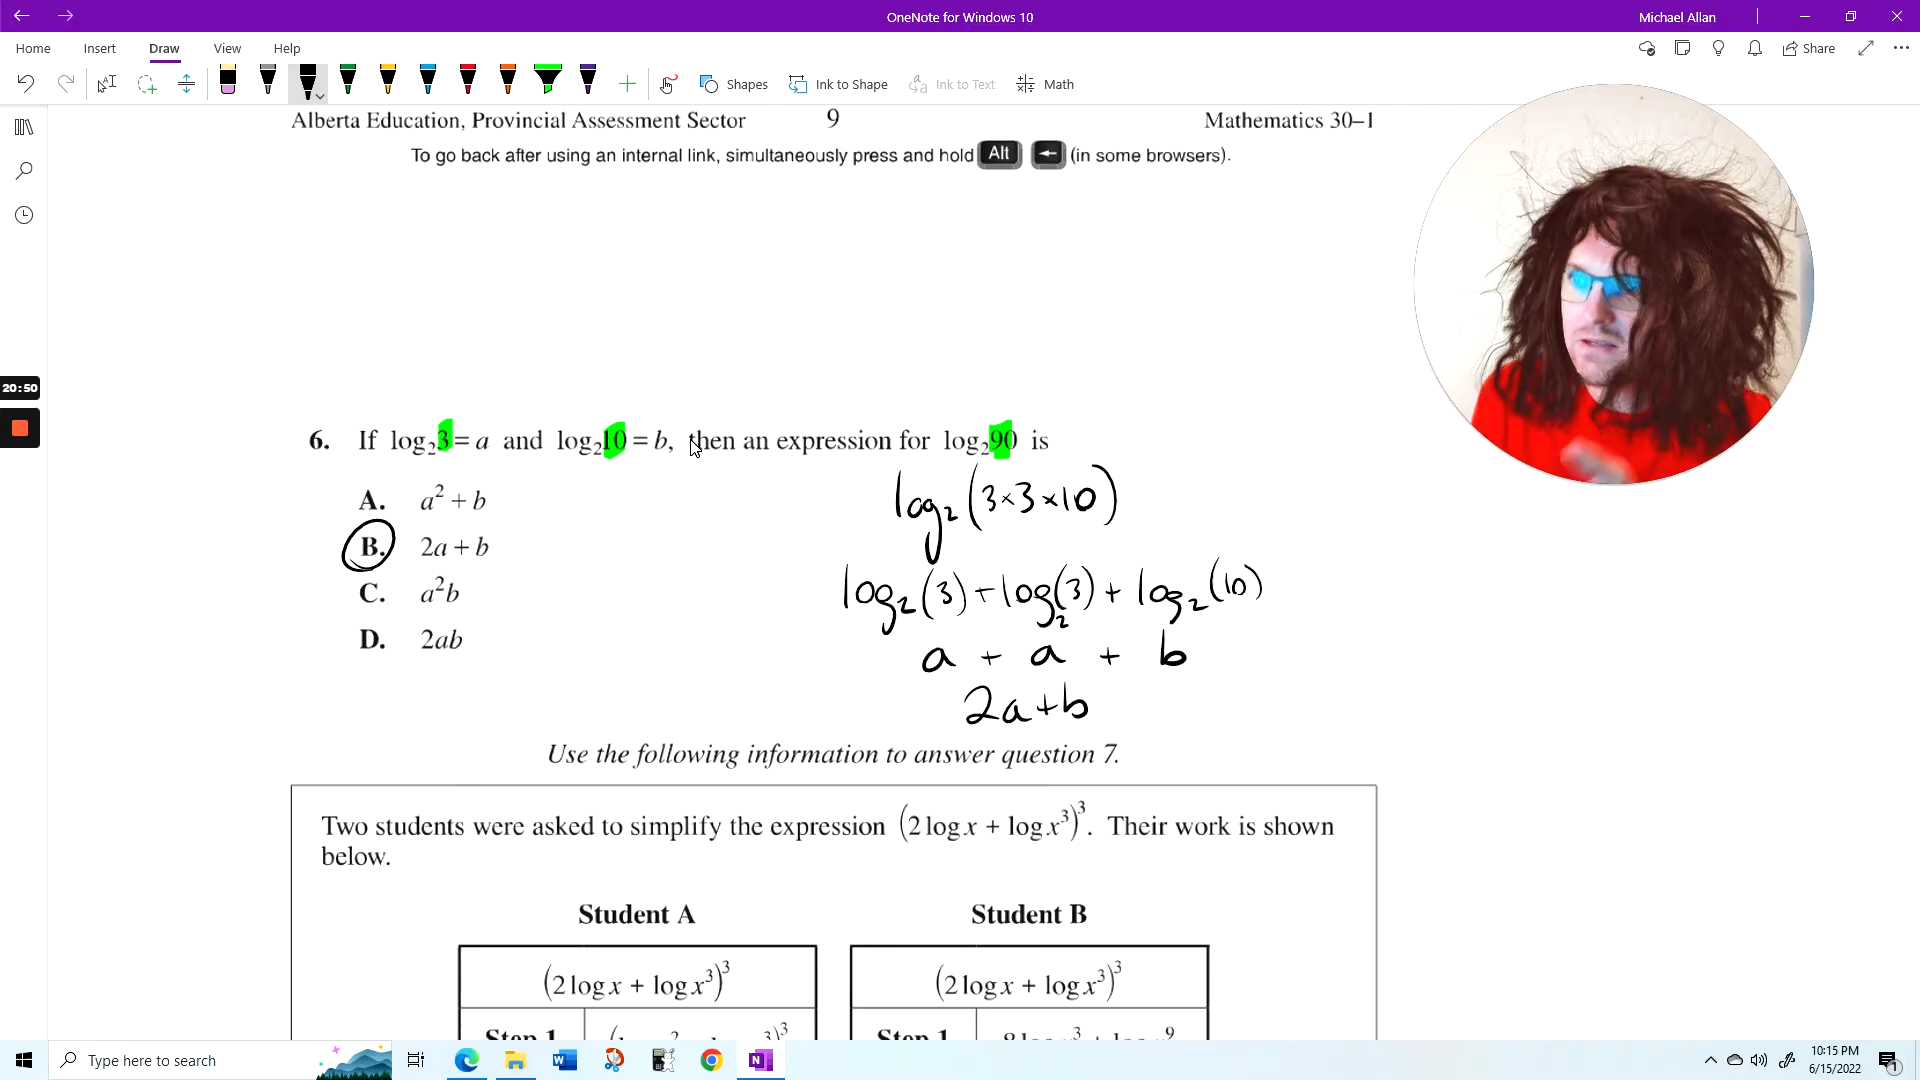 OneNote for Windows 10
Michael Allan
Home Insert Draw View Help
Share
Shapes Ink to Shape Ink to Text Math
Alberta Education, Provincial Assessment Sector 9 Mathematics 30–1
To go back after using an internal link, simultaneously press and hold Alt ← (in some browsers).
20:50
6. If log₂3 = a and log₂10 = b, then an expression for log₂90 is
A. a² + b
B. 2a + b
C. a²b
D. 2ab
log₂(3×3×10)
log₂(3)+log₂(3)+log₂(10)
a + a + b
2a+b
Use the following information to answer question 7.
Two students were asked to simplify the expression (2 log x + log x³)³. Their work is shown
below.
Student A Student B
(2 log x + log x³)³ (2 log x + log x³)³
Step 1 Step 1
Type here to search
10:15 PM
6/15/2022